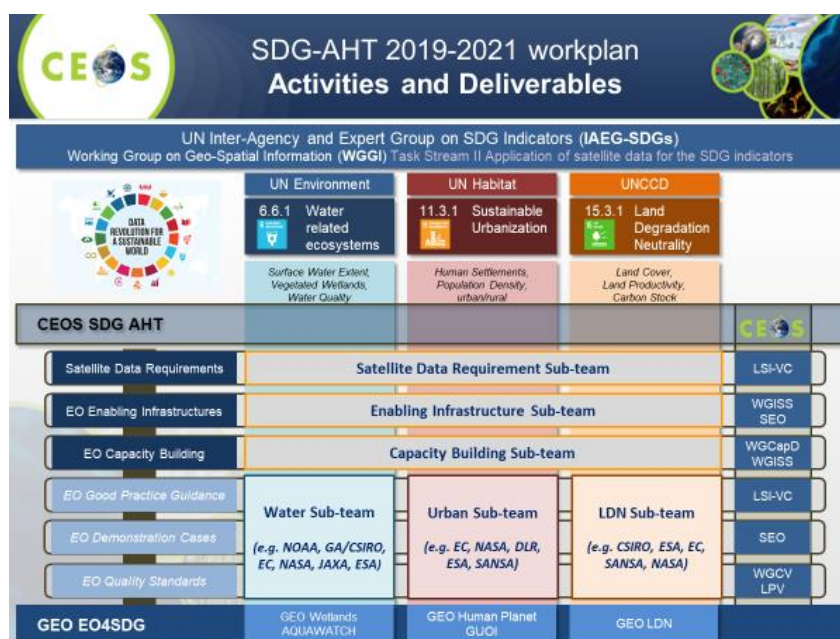 CEOS
SDG-AHT 2019-2021 workplan
Activities and Deliverables
UN Inter-Agency and Expert Group on SDG Indicators (IAEG-SDGs)
Working Group on Geo-Spatial Information (WGGI) Task Stream II Application of satellite data for the SDG indicators
DATA
REVOLUTION FOR
A SUSTAINABLE
WORLD
UN Environment
6.6.1 Water
related
ecosystems
Surface Water Extent,
Vegetated Wetlands,
Water Quality
UN Habitat
11.3.1 Sustainable
Urbanization
Human Settlements,
Population Density,
urban/rural
UNCCD
15.3.1 Land
Degradation
Neutrality
Land Cover,
Land Productivity,
Carbon Stock
CEOS SDG AHT
CEOS
Satellite Data Requirements
Satellite Data Requirement Sub-team
LSI-VC
EO Enabling Infrastructures
Enabling Infrastructure Sub-team
WGISS
SEO
EO Capacity Building
Capacity Building Sub-team
WGCapD
WGISS
EO Good Practice Guidance
EO Demonstration Cases
EO Quality Standards
Water Sub-team
(e.g. NOAA, GA/CSIRO,
EC, NASA, JAXA, ESA)
Urban Sub-team
(e.g. EC, NASA, DLR,
ESA, SANSA)
LDN Sub-team
(e.g. CSIRO, ESA, EC,
SANSA, NASA)
LSI-VC
SEO
WGCV
LPV
GEO EO4SDG
GEO Wetlands
AQUAWATCH
GEO Human Planet
GUOI
GEO LDN